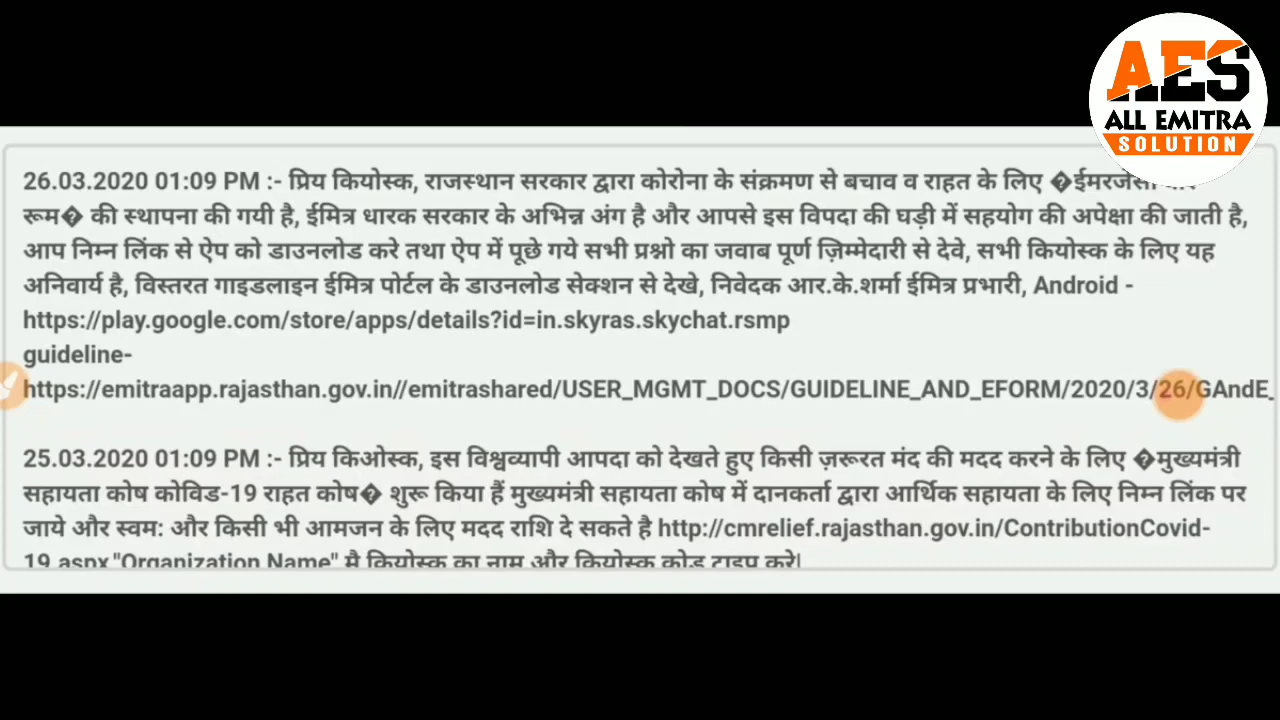 AES
ALL EMITRA
SOLUTION
26.03.2020 01:09 PM :- प्रिय कियोस्क, राजस्थान सरकार द्वारा कोरोना के संक्रमण से बचाव व राहत के लिए �ईमरजेंसी
रूम� की स्थापना की गयी है, ईमित्र धारक सरकार के अभिन्न अंग है और आपसे इस विपदा की घड़ी में सहयोग की अपेक्षा की जाती है,
आप निम्न लिंक से ऐप को डाउनलोड करे तथा ऐप में पूछे गये सभी प्रश्नो का जवाब पूर्ण ज़िम्मेदारी से देवे, सभी कियोस्क के लिए यह
अनिवार्य है, विस्तरत गाइडलाइन ईमित्र पोर्टल के डाउनलोड सेक्शन से देखे, निवेदक आर.के.शर्मा ईमित्र प्रभारी, Android -
https://play.google.com/store/apps/details?id=in.skyras.skychat.rsmp
guideline-
https://emitraapp.rajasthan.gov.in//emitrashared/USER_MGMT_DOCS/GUIDELINE_AND_EFORM/2020/3/26/GAndE_
25.03.2020 01:09 PM :- प्रिय किओस्क, इस विश्वव्यापी आपदा को देखते हुए किसी ज़रूरत मंद की मदद करने के लिए �मुख्यमंत्री
सहायता कोष कोविड-19 राहत कोष� शुरू किया हैं मुख्यमंत्री सहायता कोष में दानकर्ता द्वारा आर्थिक सहायता के लिए निम्न लिंक पर
जाये और स्वम: और किसी भी आमजन के लिए मदद राशि दे सकते है http://cmrelief.rajasthan.gov.in/ContributionCovid-
19.aspx "Organization Name" मै कियोस्क का नाम और कियोस्क कोड टाइप करे|